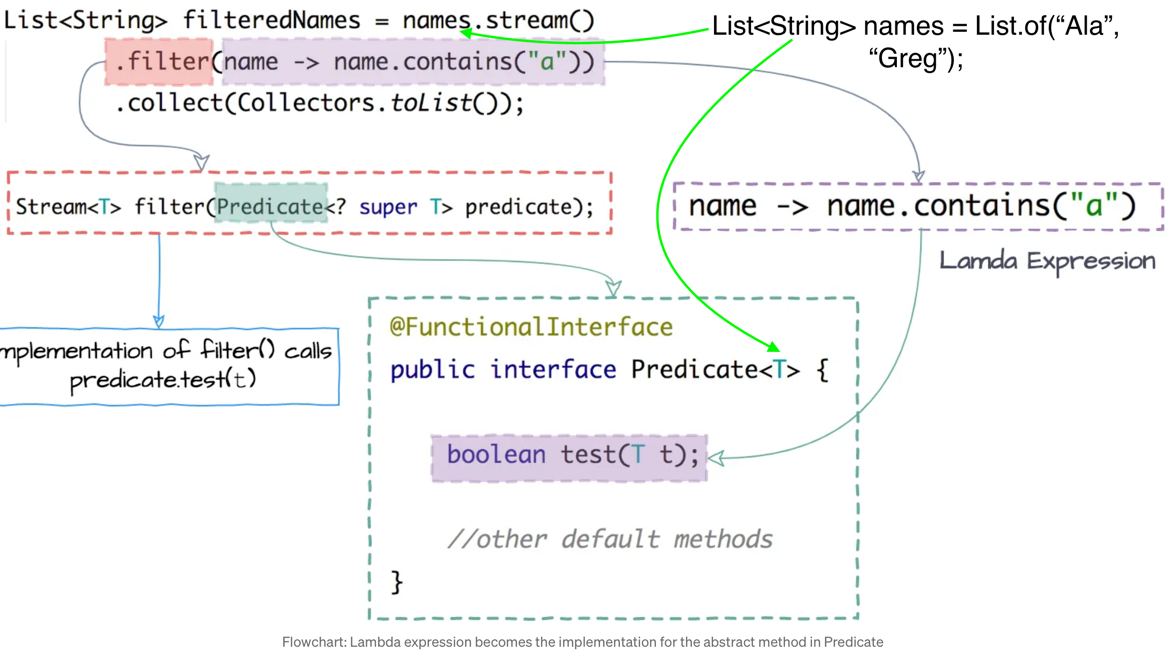 List<String> filteredNames = names.stream()
.filter(name -> name.contains("a"))
.collect(Collectors.toList());
List<String> names = List.of(“Ala”,
“Greg”);
Stream<T> filter(Predicate<? super T> predicate);
name -> name.contains("a")
Lamda Expression
mplementation of filter() calls
predicate.test(t)
@FunctionalInterface
public interface Predicate<T> {
boolean test(T t);
//other default methods
}
Flowchart: Lambda expression becomes the implementation for the abstract method in Predicate